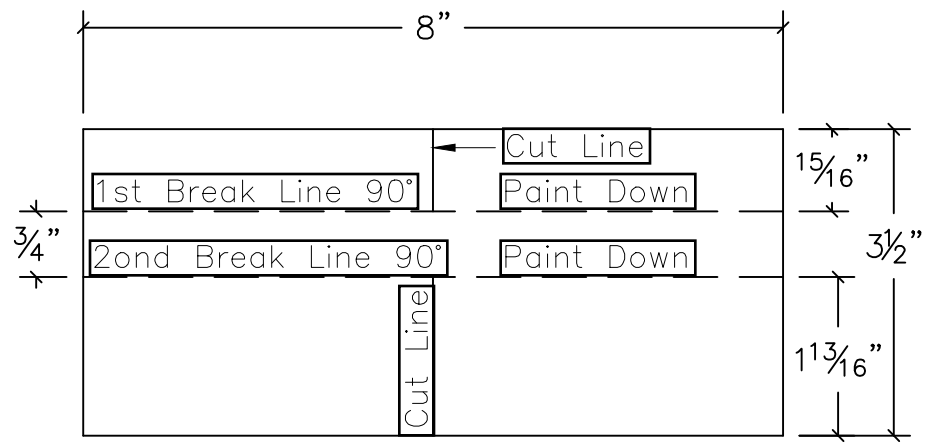 8"
Cut Line
15/16"
1st Break Line 90° Paint Down
3/4"
3½"
2ond Break Line 90° Paint Down
Cut Line
1 13/16"